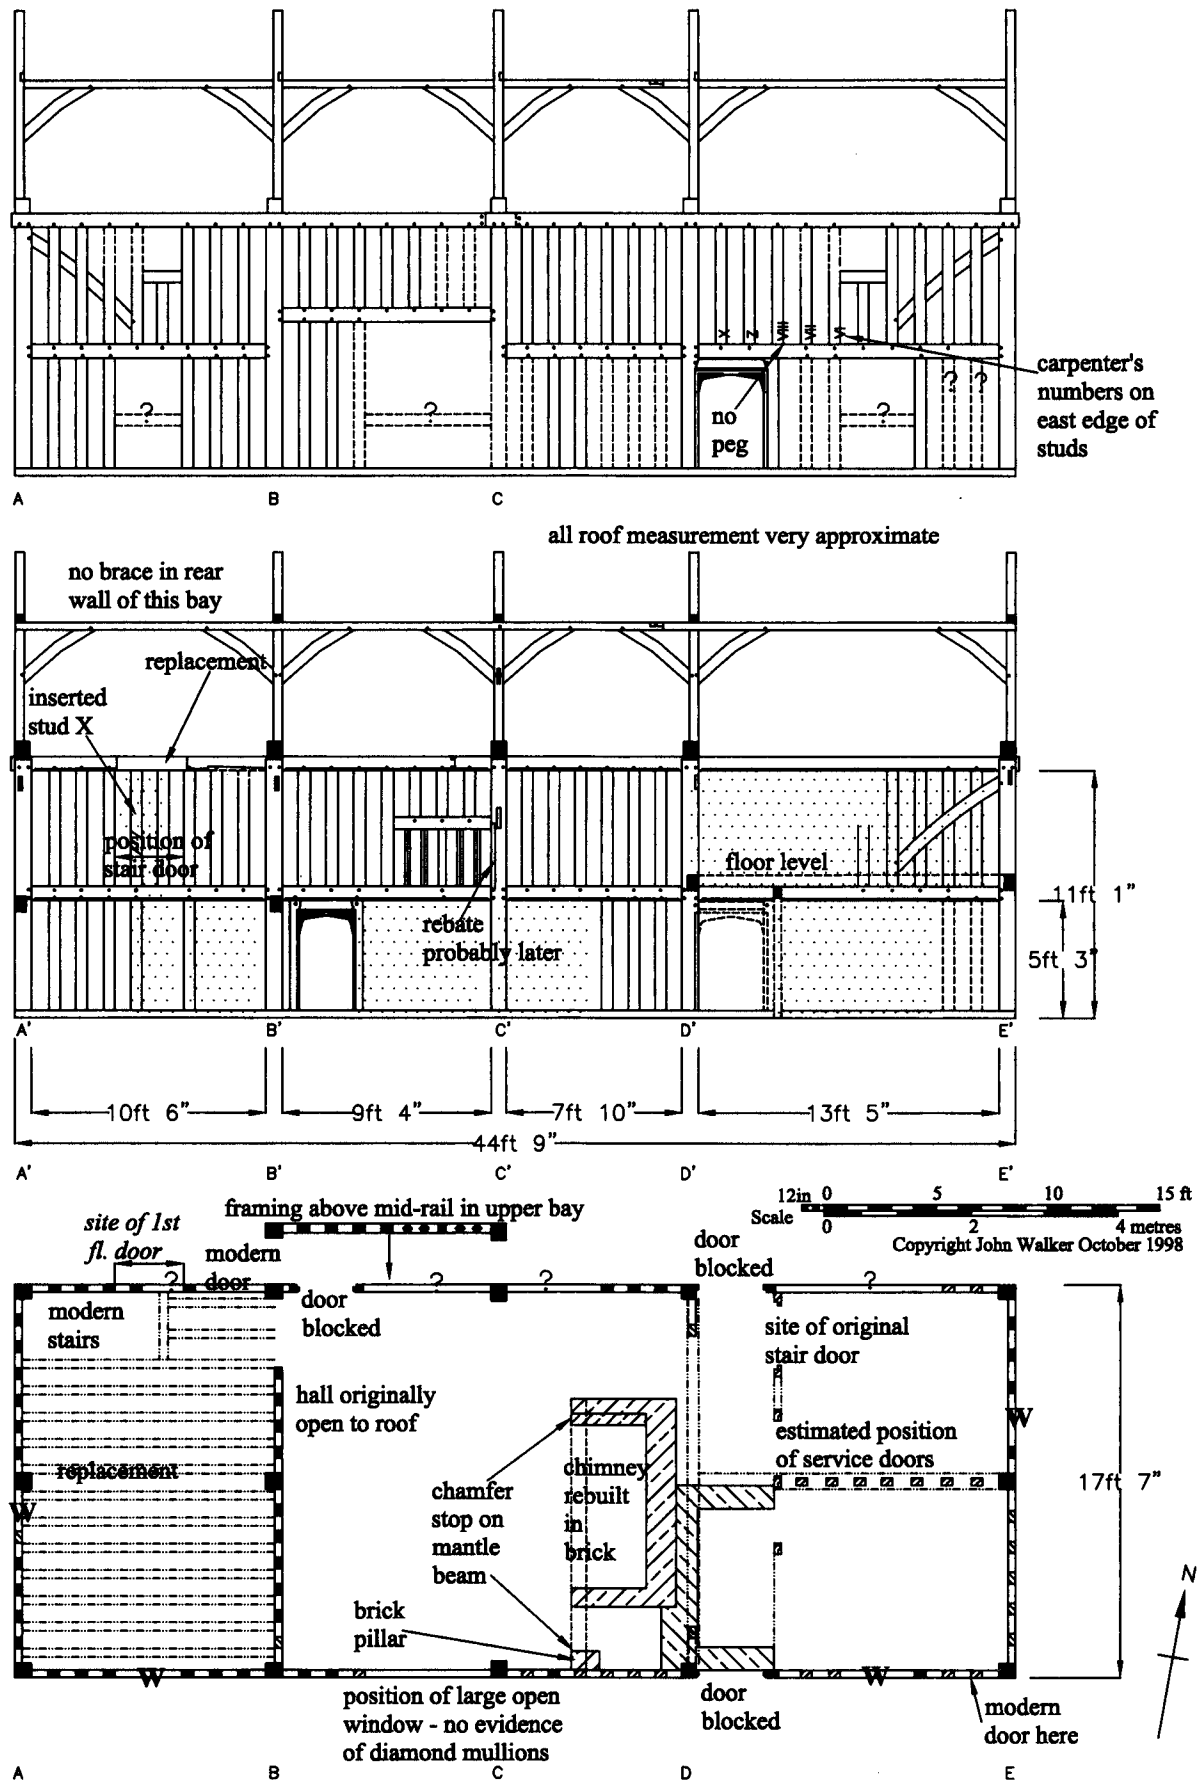 X Z VIII VII VI
carpenter's
numbers on
east edge of
studs
? ?
no
peg
? ? ?
A B C
all roof measurement very approximate
no brace in rear
wall of this bay
replacement
inserted
stud X
position of
stair door
floor level
rebate
probably later
11ft 1"
5ft 3"
A' B' C' D' E'
10ft 6" 9ft 4" 7ft 10" 13ft 5"
44ft 9"
A' B' C' D' E'
12in 0 5 10 15 ft
Scale 0 2 4 metres
Copyright John Walker October 1998
framing above mid-rail in upper bay
site of 1st
fl. door
modern
door
door
blocked
? ? ? ?
modern
stairs
door
blocked
site of original
stair door
hall originally
open to roof
W
estimated position
of service doors
replacement
W
chimney
rebuilt
in
brick
17ft 7"
chamfer
stop on
mantle
beam
brick
pillar
N
W W
position of large open
window - no evidence
of diamond mullions
door
blocked
modern
door here
A B C D E